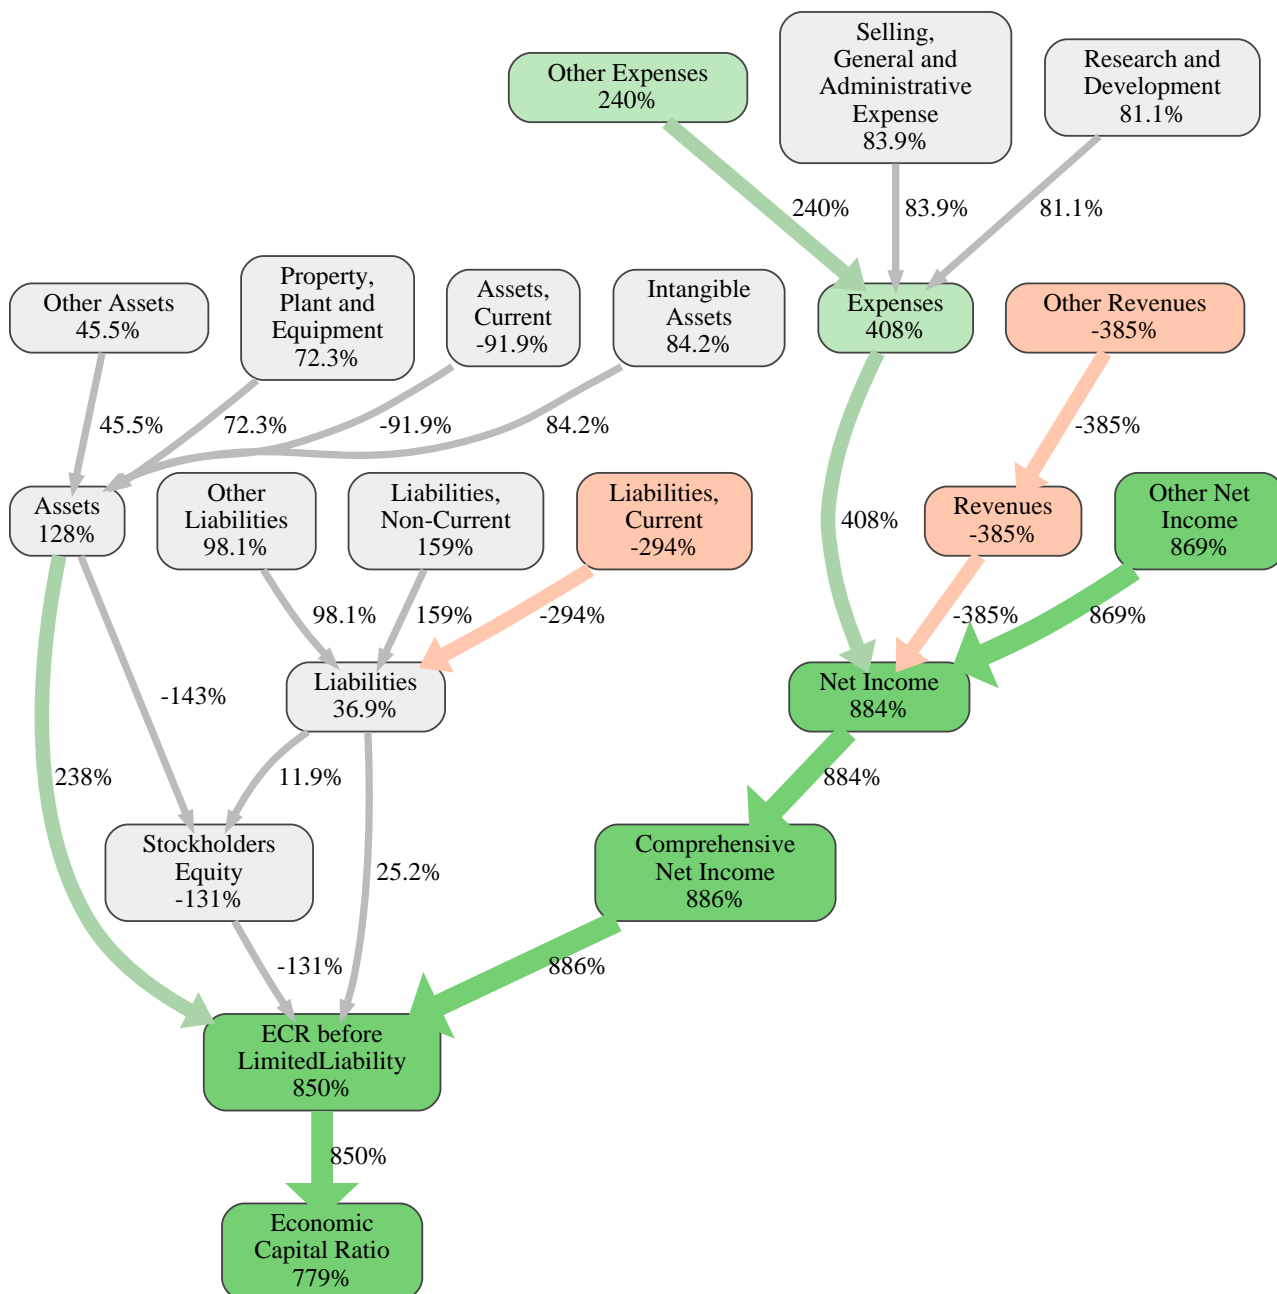 Other Expenses
240%
Selling,
General and
Administrative
Expense
83.9%
Research and
Development
81.1%
240%
83.9%
81.1%
Other Assets
45.5%
Property,
Plant and
Equipment
72.3%
Assets,
Current
-91.9%
Intangible
Assets
84.2%
Expenses
408%
Other Revenues
-385%
45.5%
72.3%
-91.9%
84.2%
-385%
Assets
128%
Other
Liabilities
98.1%
Liabilities,
Non-Current
159%
Liabilities,
Current
-294%
408%
Revenues
-385%
Other Net
Income
869%
98.1%
159%
-294%
-385%
869%
-143%
Liabilities
36.9%
Net Income
884%
238%
11.9%
884%
Stockholders
Equity
-131%
25.2%
Comprehensive
Net Income
886%
-131%
886%
ECR before
LimitedLiability
850%
850%
Economic
Capital Ratio
779%